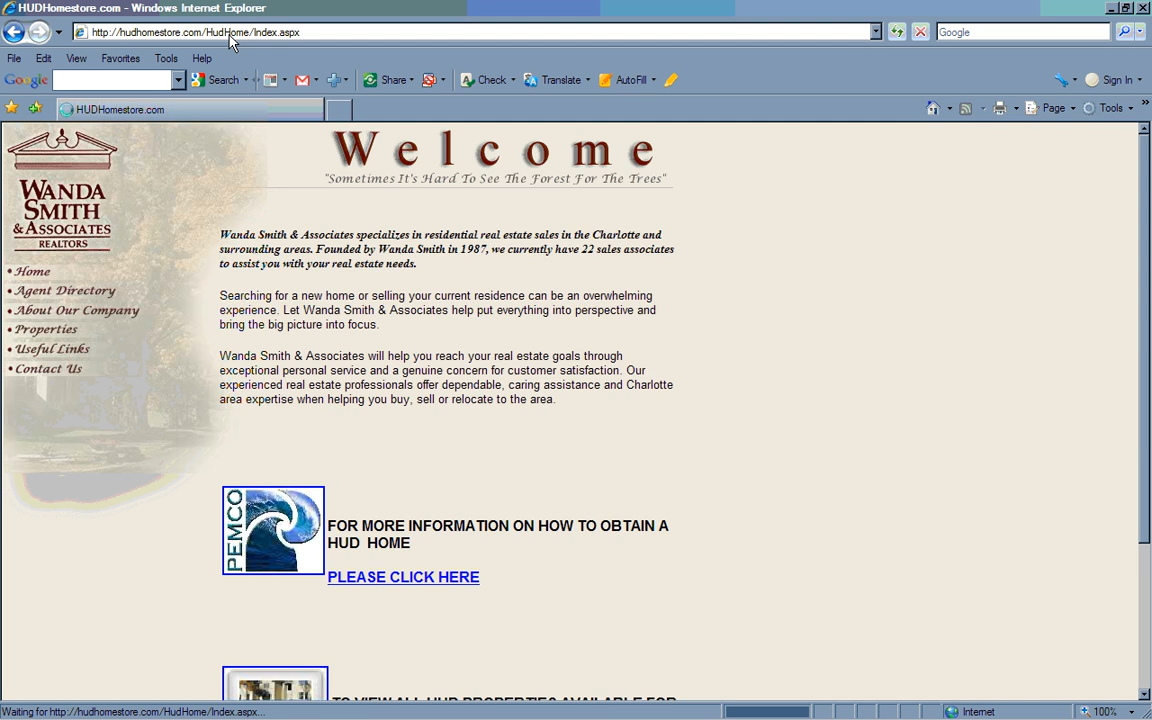 HUDHomestore.com - Windows Internet Explorer
http://hudhomestore.com/HudHome/Index.aspx
Google
File Edit View Favorites Tools Help
Google Search Share Check Translate AutoFill Sign In
HUDHomestore.com
Page Tools
WANDA
SMITH
& ASSOCIATES
REALTORS
• Home
• Agent Directory
• About Our Company
• Properties
• Useful Links
• Contact Us
Welcome
"Sometimes It's Hard To See The Forest For The Trees"
Wanda Smith & Associates specializes in residential real estate sales in the Charlotte and
surrounding areas. Founded by Wanda Smith in 1987, we currently have 22 sales associates
to assist you with your real estate needs.
Searching for a new home or selling your current residence can be an overwhelming
experience. Let Wanda Smith & Associates help put everything into perspective and
bring the big picture into focus.
Wanda Smith & Associates will help you reach your real estate goals through
exceptional personal service and a genuine concern for customer satisfaction. Our
experienced real estate professionals offer dependable, caring assistance and Charlotte
area expertise when helping you buy, sell or relocate to the area.
PEMCO
FOR MORE INFORMATION ON HOW TO OBTAIN A
HUD HOME
PLEASE CLICK HERE
TO VIEW ALL HUD PROPERTIES AVAILABLE FOR
Waiting for http://hudhomestore.com/HudHome/Index.aspx...
Internet
100%